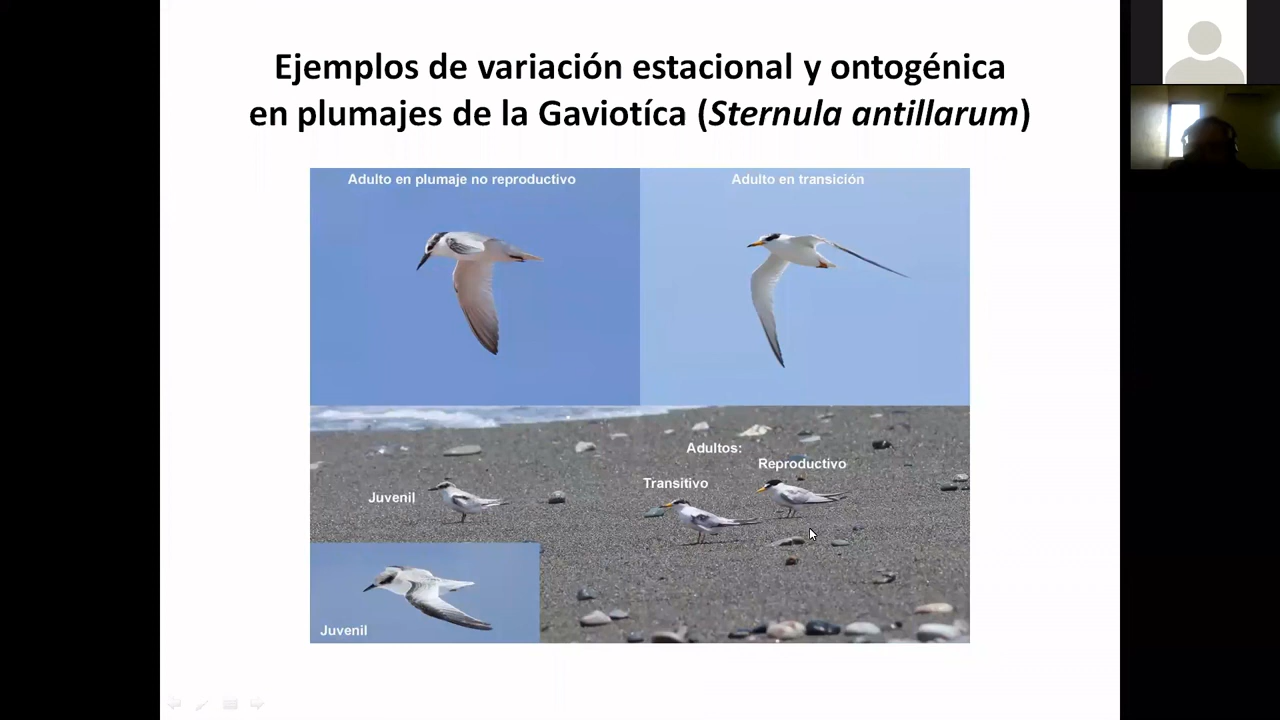 Ejemplos de variación estacional y ontogénica
en plumajes de la Gaviotíca (Sternula antillarum)
Adulto en plumaje no reproductivo
Adulto en transición
Adultos:
Reproductivo
Transitivo
Juvenil
Juvenil